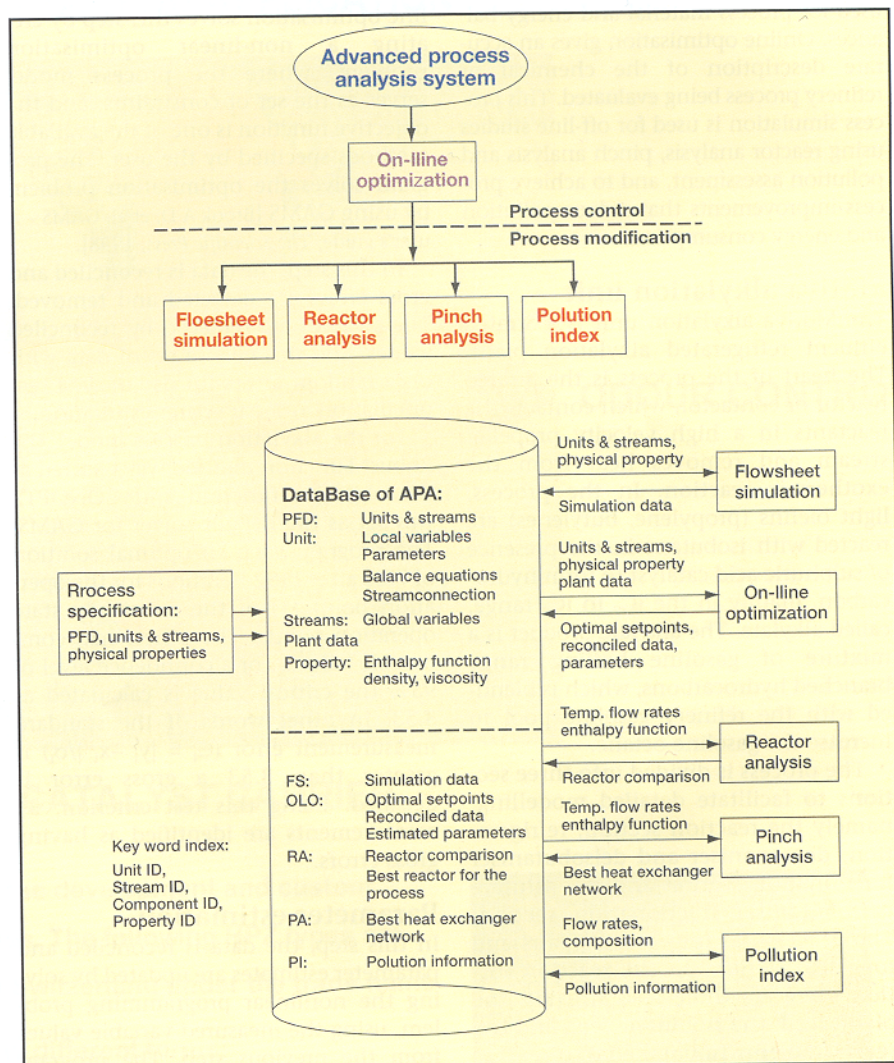 Advanced process
analysis system
On-lline
optimization
Process control
Process modification
Floesheet
simulation
Reactor
analysis
Pinch
analysis
Polution
index
DataBase of APA:
PFD: Units & streams
Unit: Local variables
Parameters
Balance equations
Streamconnection
Streams: Global variables
Plant data
Property: Enthalpy function
density, viscosity
Rrocess
specification:
PFD, units & streams,
physical properties
FS: Simulation data
OLO: Optimal setpoints
Reconciled data
Estimated parameters
RA: Reactor comparison
Best reactor for the
process
PA: Best heat exchanger
network
PI: Polution information
Key word index:
Unit ID,
Stream ID,
Component ID,
Property ID
Units & streams,
physical property
Simulation data
Flowsheet
simulation
Units & streams,
physical property
plant data
Optimal setpoints,
reconciled data,
parameters
On-lline
optimization
Temp. flow rates
enthalpy function
Reactor comparison
Reactor
analysis
Temp. flow rates
enthalpy function
Best heat exchanger
network
Pinch
analysis
Flow rates,
composition
Pollution information
Pollution
index